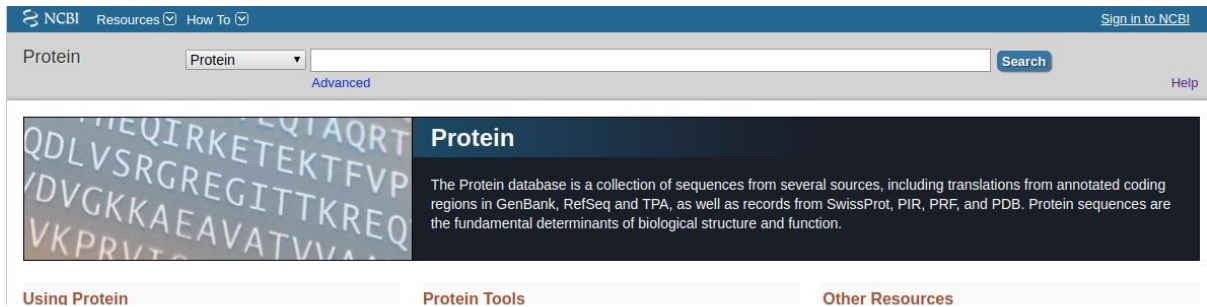 NCBI Resources How To Sign in to NCBI
Protein Protein Search
Advanced Help
QTAQRT
QDLVSRGREGITTKREQ
Protein
The Protein database is a collection of sequences from several sources, including translations from annotated coding
regions in GenBank, RefSeq and TPA, as well as records from SwissProt, PIR, PRF, and PDB. Protein sequences are
the fundamental determinants of biological structure and function.
Using Protein Protein Tools Other Resources